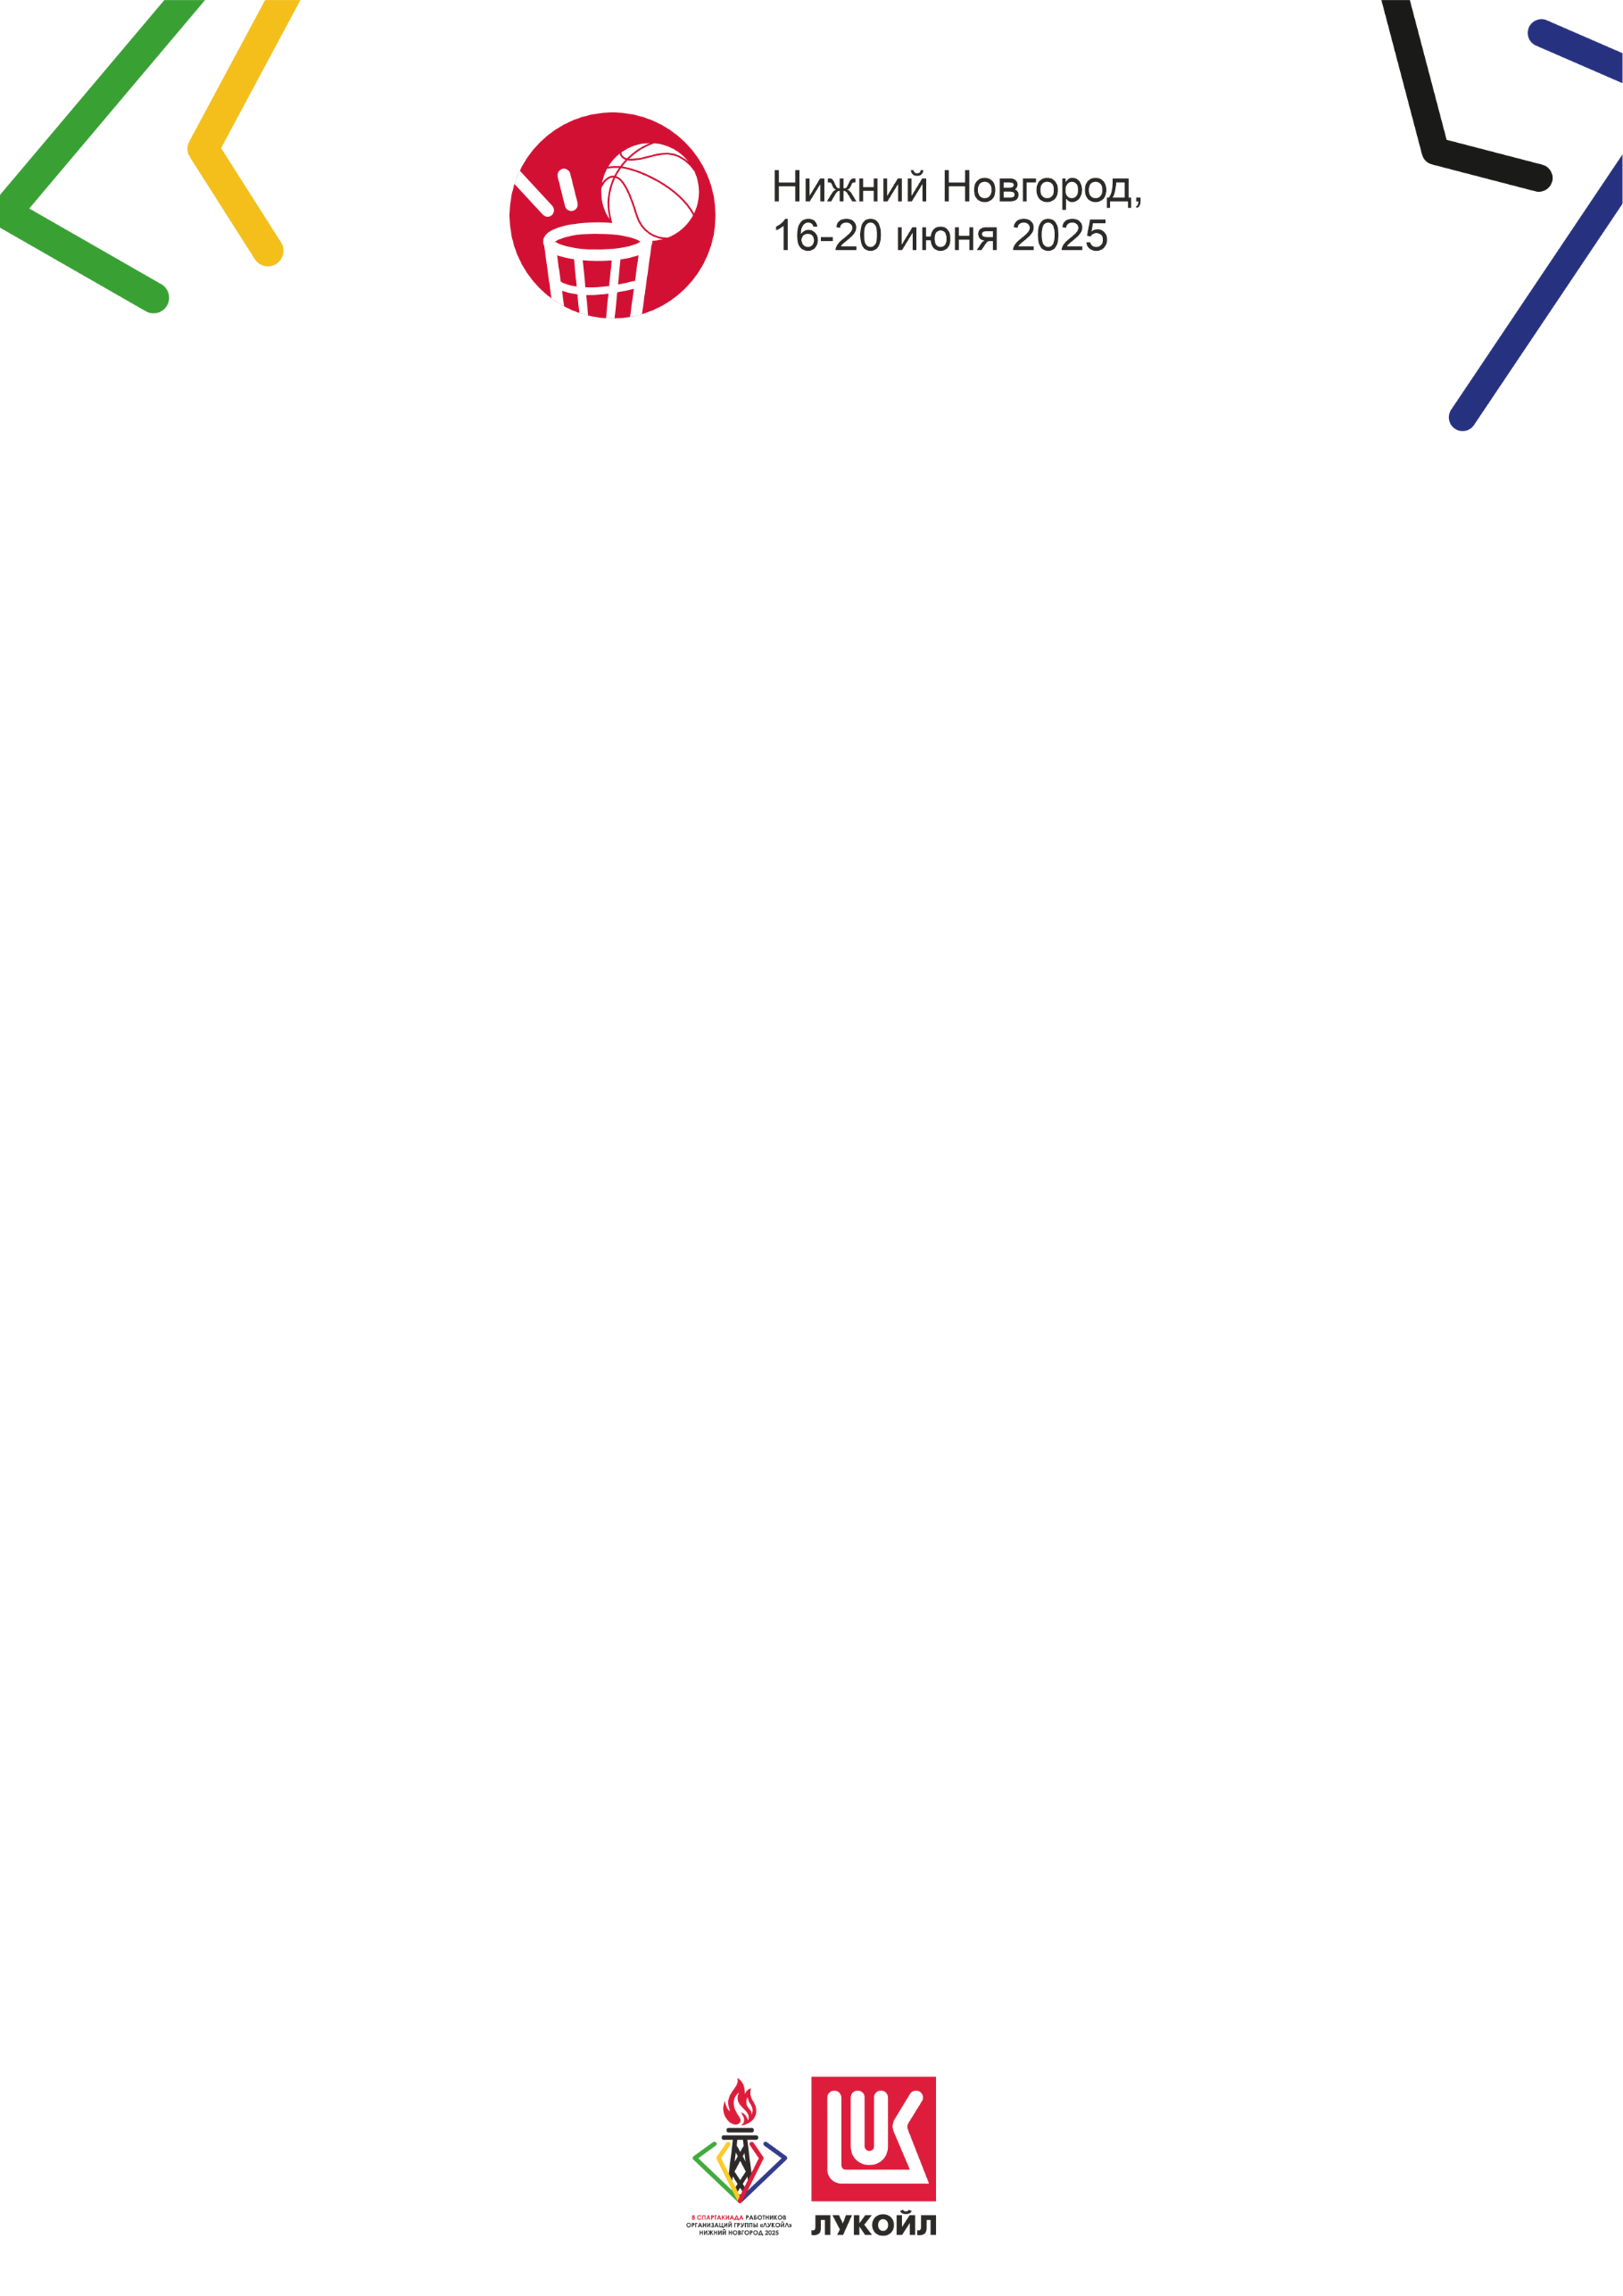 Нижний Новгород,
16-20 июня 2025
8 СПАРТАКИАДА РАБОТНИКОВ
ОРГАНИЗАЦИЙ ГРУППЫ «ЛУКОЙЛ»
НИЖНИЙ НОВГОРОД 2025
ЛУКОЙЛ